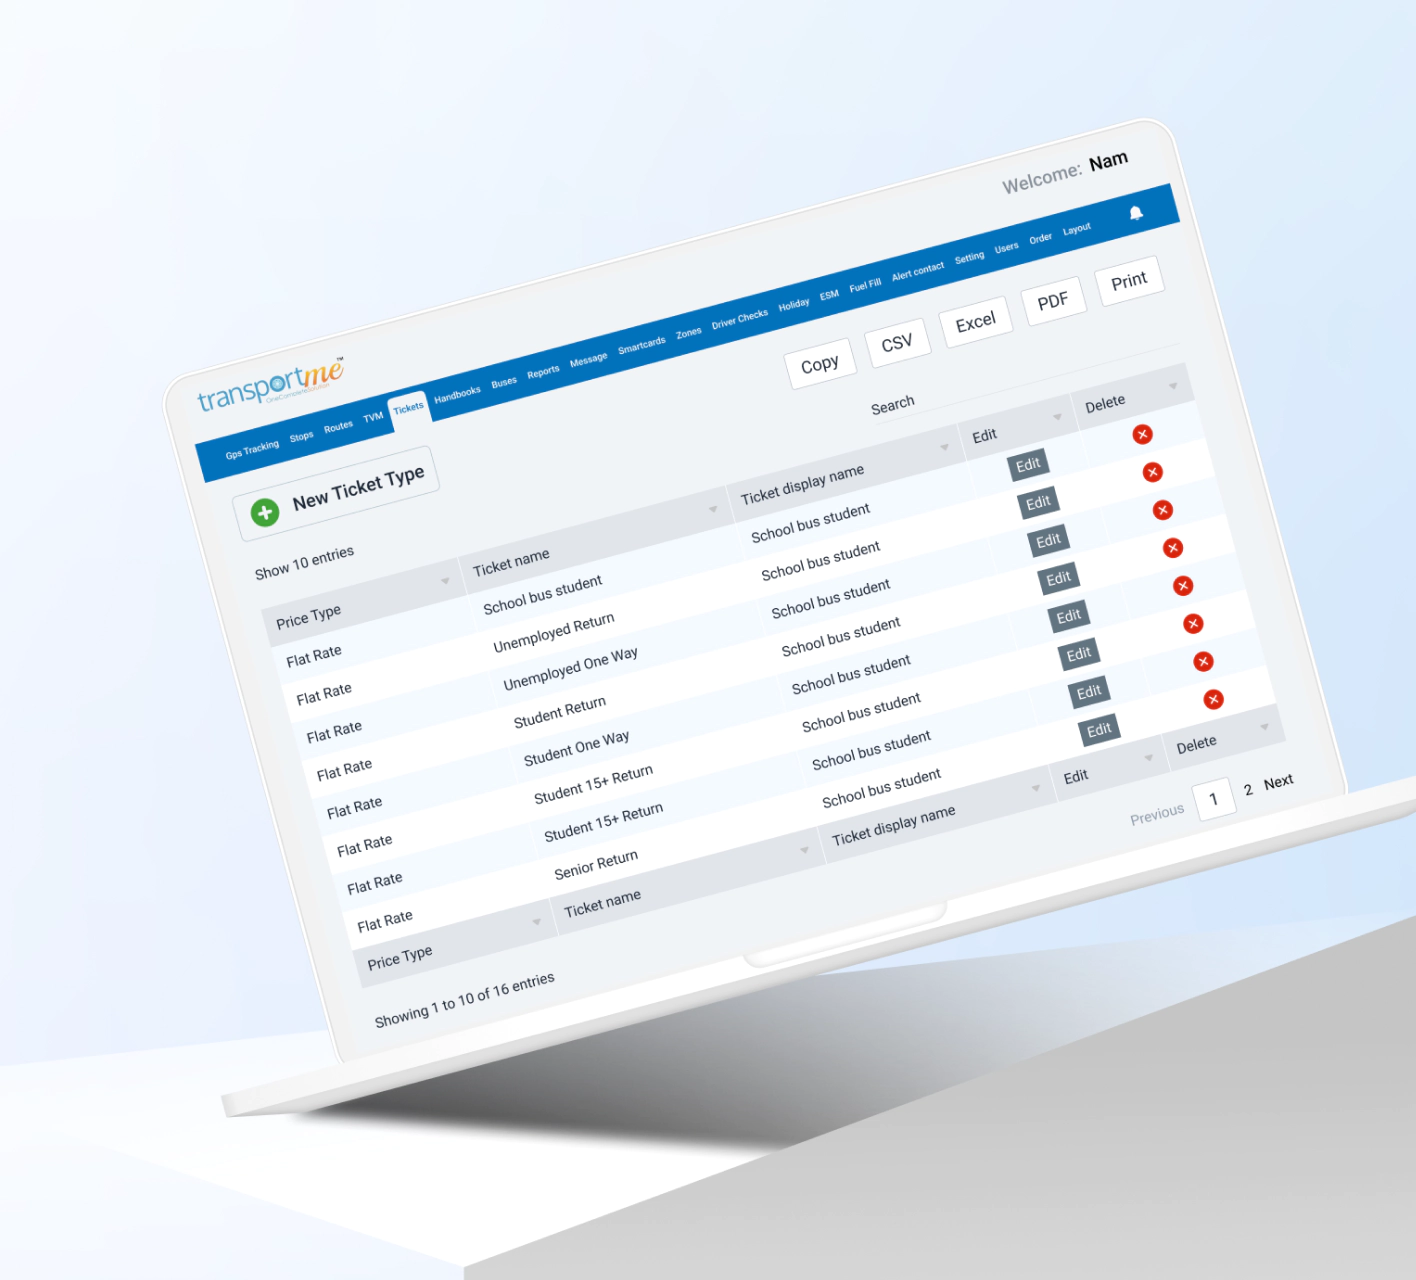 Welcome: Nam
transportme™
OneCompleteSolution
Gps Tracking Stops Routes TVM Tickets Handbooks Buses Reports Message Smartcards Zones Driver Checks Holiday ESM Fuel Fill Alert contact Setting Users Order Layout
New Ticket Type
Copy CSV Excel PDF Print
Show 10 entries
Search
Price Type Ticket name Ticket display name Edit Delete
Flat Rate School bus student School bus student Edit
Flat Rate Unemployed Return School bus student Edit
Flat Rate Unemployed One Way School bus student Edit
Flat Rate Student Return School bus student Edit
Flat Rate Student One Way School bus student Edit
Flat Rate Student 15+ Return School bus student Edit
Flat Rate Student 15+ Return School bus student Edit
Flat Rate Senior Return School bus student Edit
Price Type Ticket name Ticket display name Edit Delete
Showing 1 to 10 of 16 entries
Previous 1 2 Next